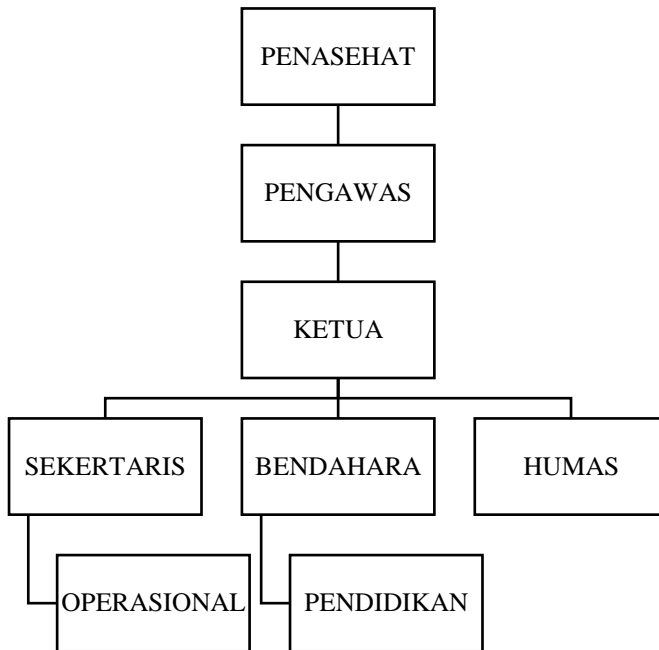 PENASEHAT
PENGAWAS
KETUA
SEKERTARIS
BENDAHARA
HUMAS
OPERASIONAL
PENDIDIKAN